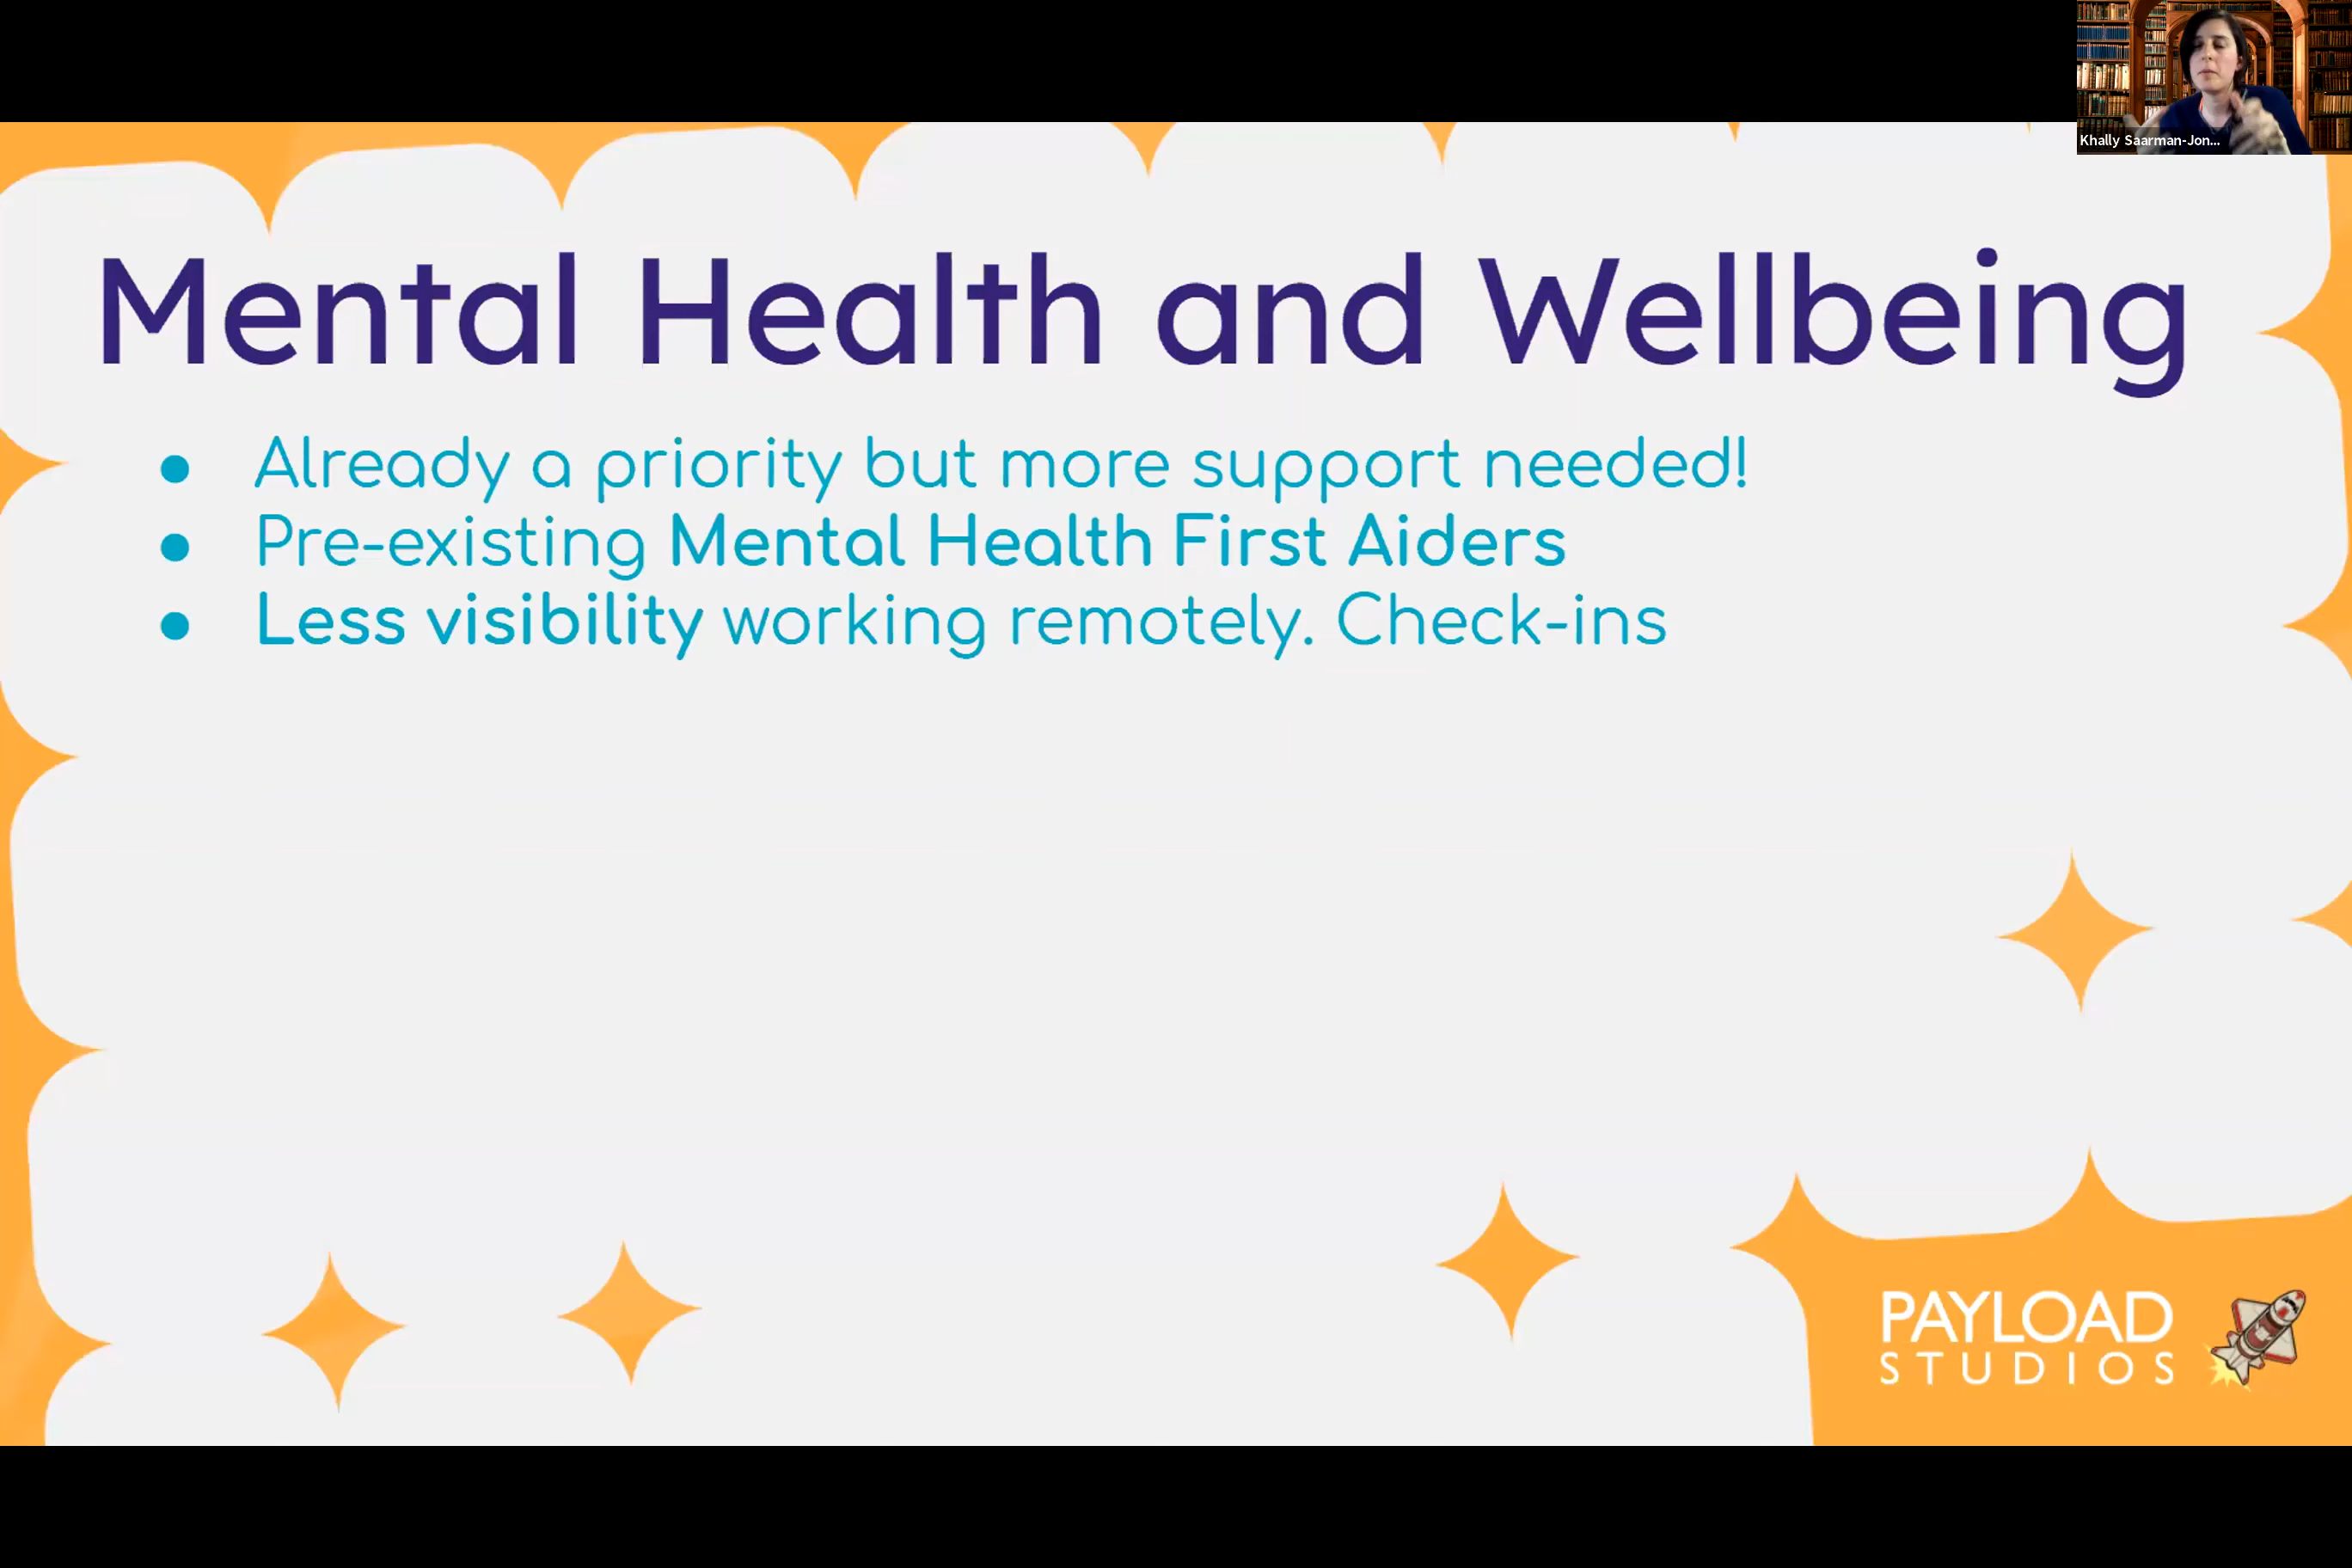 Khally Saarman-Jon...
Mental Health and Wellbeing
● Already a priority but more support needed!
● Pre-existing Mental Health First Aiders
● Less visibility working remotely. Check-ins
PAYLOAD
STUDIOS